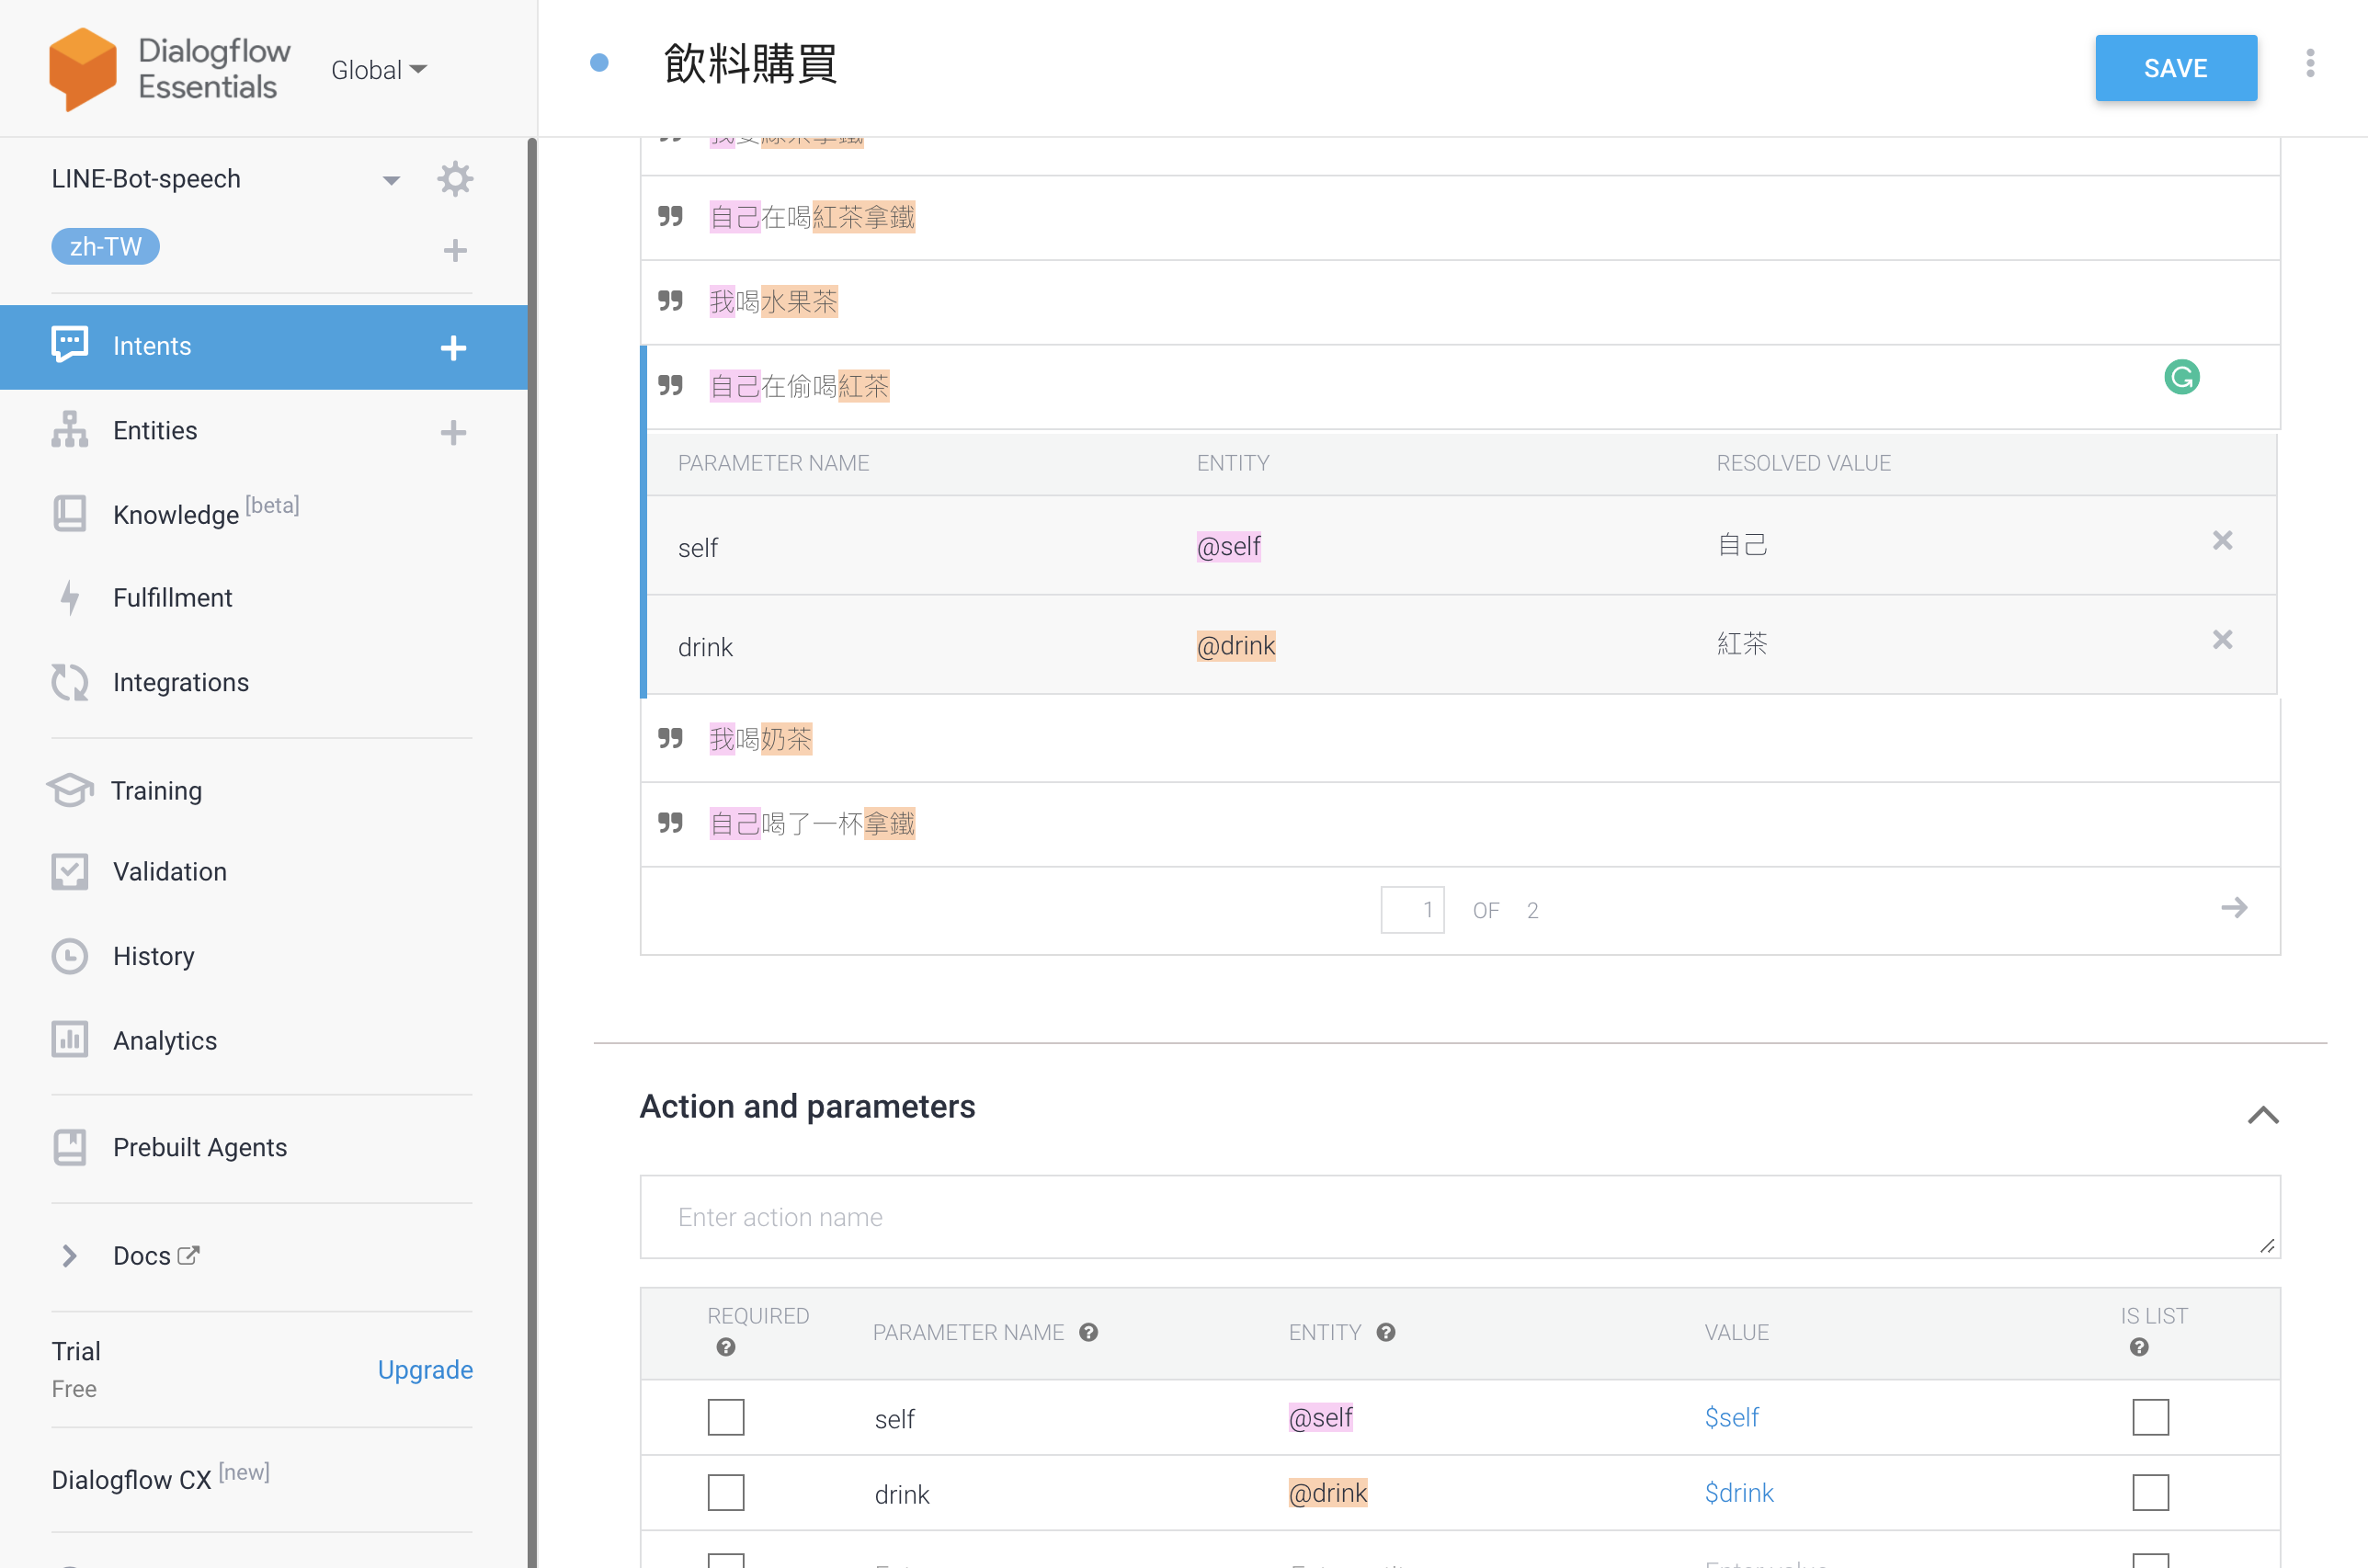 Dialogflow
Essentials
Global
飲料購買
SAVE
LINE-Bot-speech
zh-TW
Intents
Entities
Knowledge [beta]
Fulfillment
Integrations
Training
Validation
History
Analytics
Prebuilt Agents
Docs
Trial
Free
Upgrade
Dialogflow CX [new]
自己在喝紅茶拿鐵
我喝水果茶
自己在偷喝紅茶
PARAMETER NAME ENTITY RESOLVED VALUE
self @self 自己
drink @drink 紅茶
我喝奶茶
自己喝了一杯拿鐵
1 OF 2
Action and parameters
Enter action name
REQUIRED PARAMETER NAME ENTITY VALUE IS LIST
self @self $self
drink @drink $drink